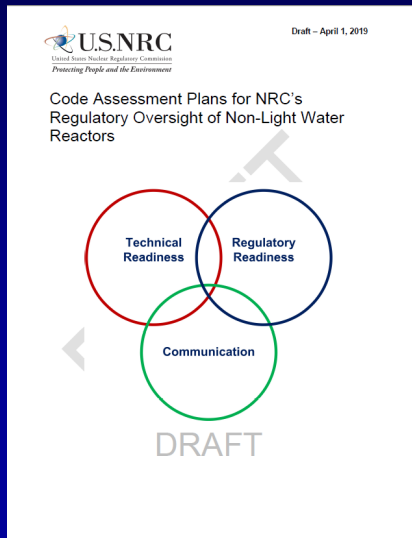 Draft – April 1, 2019
U.S.NRC
United States Nuclear Regulatory Commission
Protecting People and the Environment
Code Assessment Plans for NRC's
Regulatory Oversight of Non-Light Water
Reactors
Technical
Readiness
Regulatory
Readiness
Communication
DRAFT